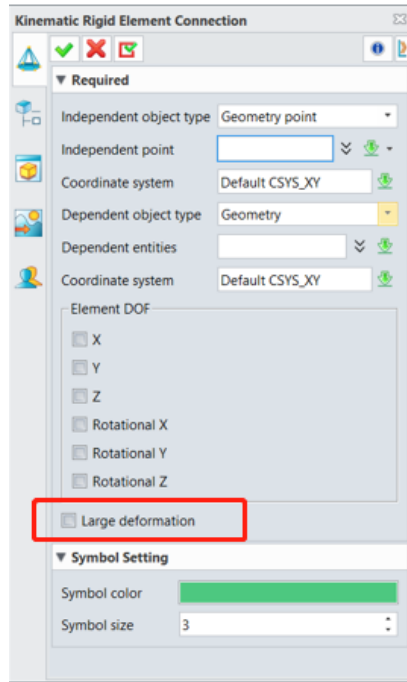 Kinematic Rigid Element Connection
Required
Independent object type Geometry point
Independent point
Coordinate system Default CSYS_XY
Dependent object type Geometry
Dependent entities
Coordinate system Default CSYS_XY
Element DOF
X
Y
Z
Rotational X
Rotational Y
Rotational Z
Large deformation
Symbol Setting
Symbol color
Symbol size 3